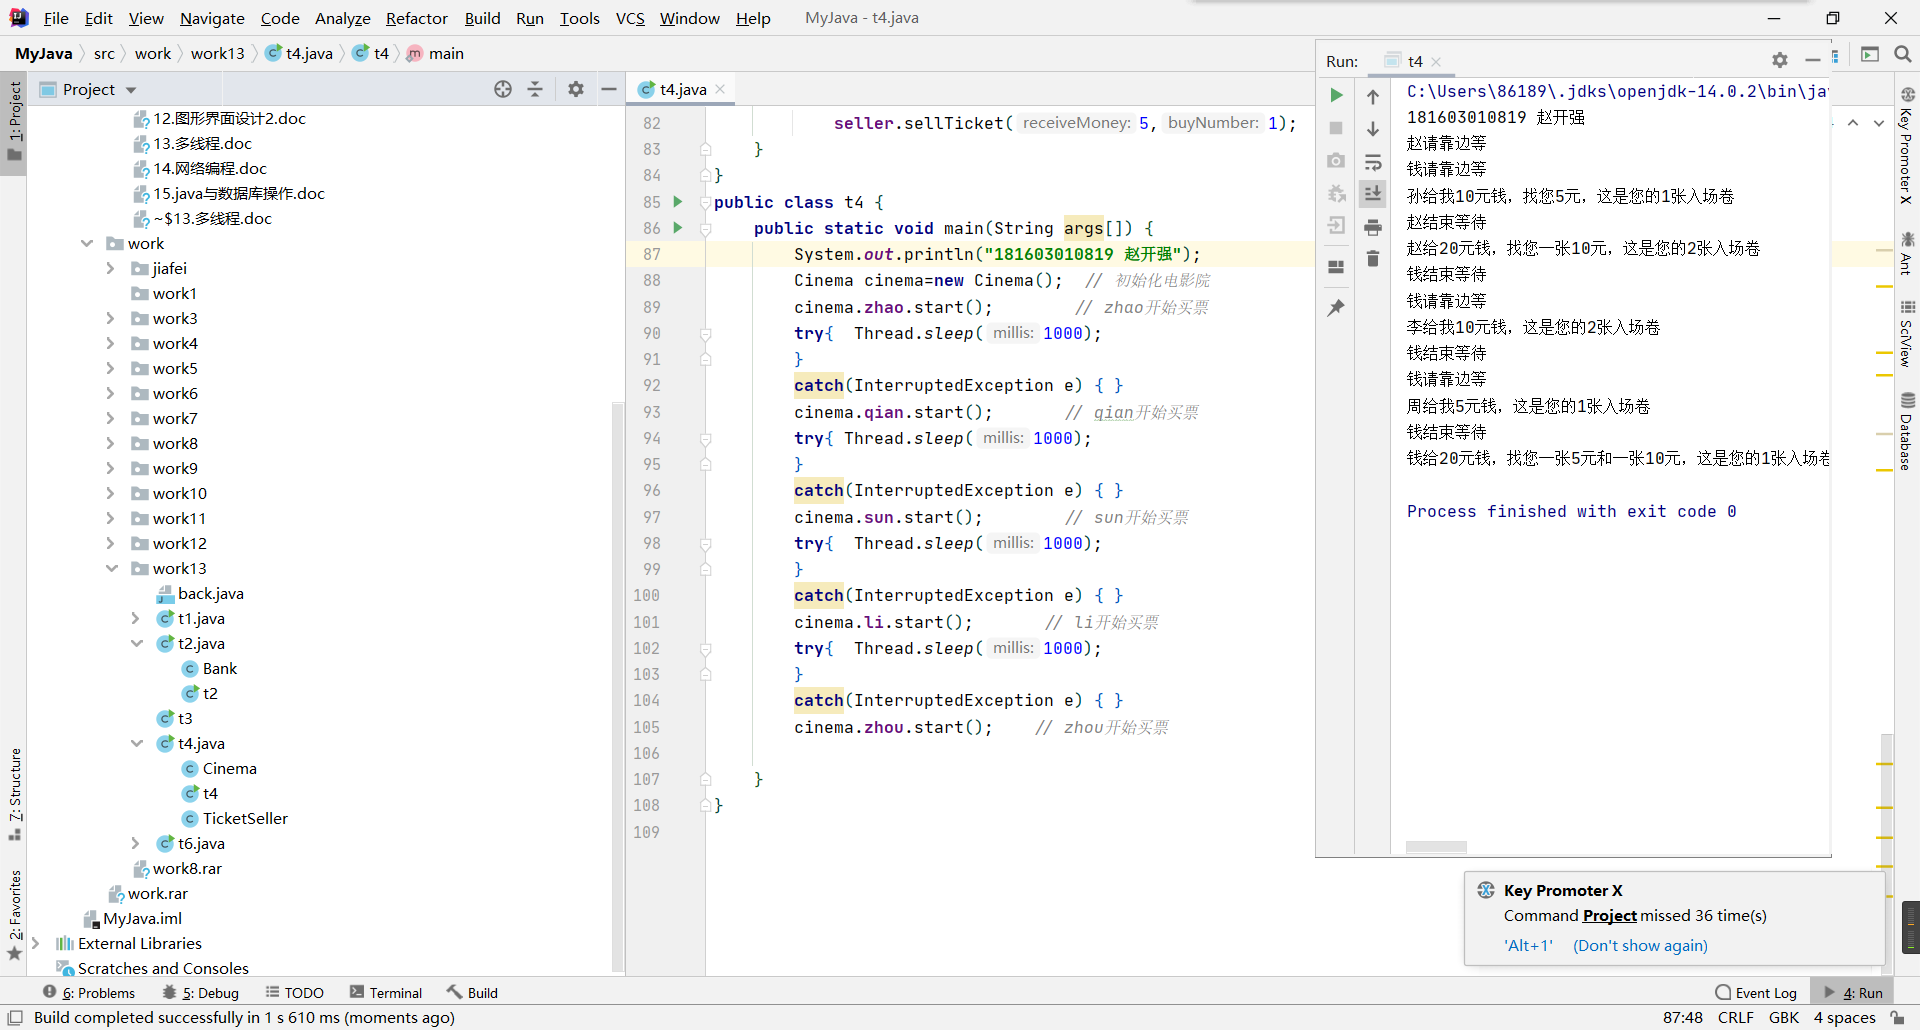 File Edit View Navigate Code Analyze Refactor Build Run Tools VCS Window Help MyJava - t4.java
MyJava src work work13 t4.java t4 main
1: Project
Project
12.图形界面设计2.doc
13.多线程.doc
14.网络编程.doc
15.java与数据库操作.doc
~$13.多线程.doc
work
jiafei
work1
work3
work4
work5
work6
work7
work8
work9
work10
work11
work12
work13
back.java
t1.java
t2.java
Bank
t2
t3
t4.java
Cinema
t4
TicketSeller
t6.java
work8.rar
work.rar
MyJava.iml
External Libraries
Scratches and Consoles
7: Structure
2: Favorites
t4.java
82 seller.sellTicket( receiveMoney: 5, buyNumber: 1);
83 }
84 }
85 public class t4 {
86 public static void main(String args[]) {
87 System.out.println("181603010819 赵开强");
88 Cinema cinema=new Cinema(); // 初始化电影院
89 cinema.zhao.start(); // zhao开始买票
90 try{ Thread.sleep( millis: 1000);
91 }
92 catch(InterruptedException e) { }
93 cinema.qian.start(); // qian开始买票
94 try{ Thread.sleep( millis: 1000);
95 }
96 catch(InterruptedException e) { }
97 cinema.sun.start(); // sun开始买票
98 try{ Thread.sleep( millis: 1000);
99 }
100 catch(InterruptedException e) { }
101 cinema.li.start(); // li开始买票
102 try{ Thread.sleep( millis: 1000);
103 }
104 catch(InterruptedException e) { }
105 cinema.zhou.start(); // zhou开始买票
106
107 }
108 }
109
Run: t4
C:\Users\86189\.jdks\openjdk-14.0.2\bin\ja
181603010819 赵开强
赵请靠边等
钱请靠边等
孙给我10元钱，找您5元，这是您的1张入场卷
赵结束等待
赵给20元钱，找您一张10元，这是您的2张入场卷
钱结束等待
钱请靠边等
李给我10元钱，这是您的2张入场卷
钱结束等待
钱请靠边等
周给我5元钱，这是您的1张入场卷
钱结束等待
钱给20元钱，找您一张5元和一张10元，这是您的1张入场卷
Process finished with exit code 0
Key Promoter X
Ant
SciView
Database
Key Promoter X
Command Project missed 36 time(s)
'Alt+1' (Don't show again)
6: Problems 5: Debug TODO Terminal Build Event Log 4: Run
Build completed successfully in 1 s 610 ms (moments ago) 87:48 CRLF GBK 4 spaces